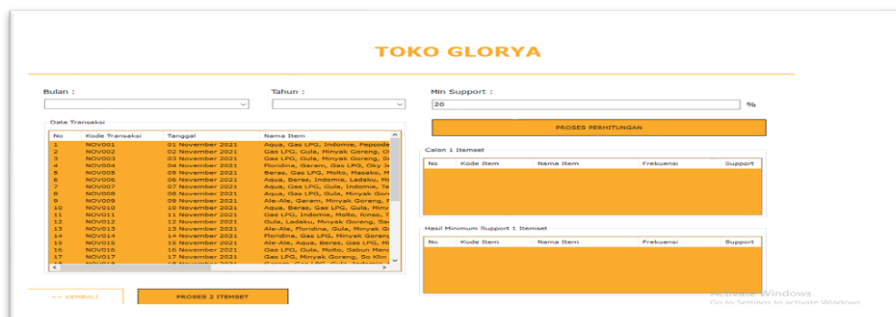 TOKO GLORYA
Bulan :
Tahun :
Min Support :
20
%
PROSES PERHITUNGAN
Data Transaksi
No Kode Transaksi Tanggal Nama Item
1 NOV001 01 November 2021 Aqua, Gas LPG, Indomie, Pepsode
2 NOV002 02 November 2021 Gas LPG, Gula, Minyak Goreng,
3 NOV003 03 November 2021 Gas LPG, Gula, Minyak Goreng,
4 NOV004 04 November 2021 Floridina, Garam, Gas LPG, Oky
5 NOV005 05 November 2021 Beras, Gas LPG, Molto, Masako, M
6 NOV006 06 November 2021 Aqua, Beras, Indomie, Ladaku,
7 NOV007 07 November 2021 Aqua, Gas LPG, Gula, Indomie,
8 NOV008 08 November 2021 Aqua, Gas LPG, Gula, Minyak Gor
9 NOV009 09 November 2021 Ale-Ale, Garam, Minyak Goreng,
10 NOV010 10 November 2021 Aqua, Beras, Gas LPG, Gula, Miny
11 NOV011 11 November 2021 Gas LPG, Indomie, Molto, Rinso, T
12 NOV012 12 November 2021 Gula, Ladaku, Minyak Goreng,
13 NOV013 13 November 2021 Ale-Ale, Floridina, Gula, Minyak
14 NOV014 14 November 2021 Floridina, Gas LPG, Minyak Goreng
15 NOV015 15 November 2021 Ale-Ale, Aqua, Beras, Gas LPG,
16 NOV016 16 November 2021 Gas LPG, Gula, Molto, Sabun
17 NOV017 17 November 2021 Gas LPG, Minyak Goreng, So Klin
Calon 1 Itemset
No Kode Item Nama Item Frekuensi Support
Hasil Minimum Support 1 Itemset
No Kode Item Nama Item Frekuensi Support
<< KEMBALI
PROSES 2 ITEMSET
Activate Windows
Go to Settings to activate Windows.